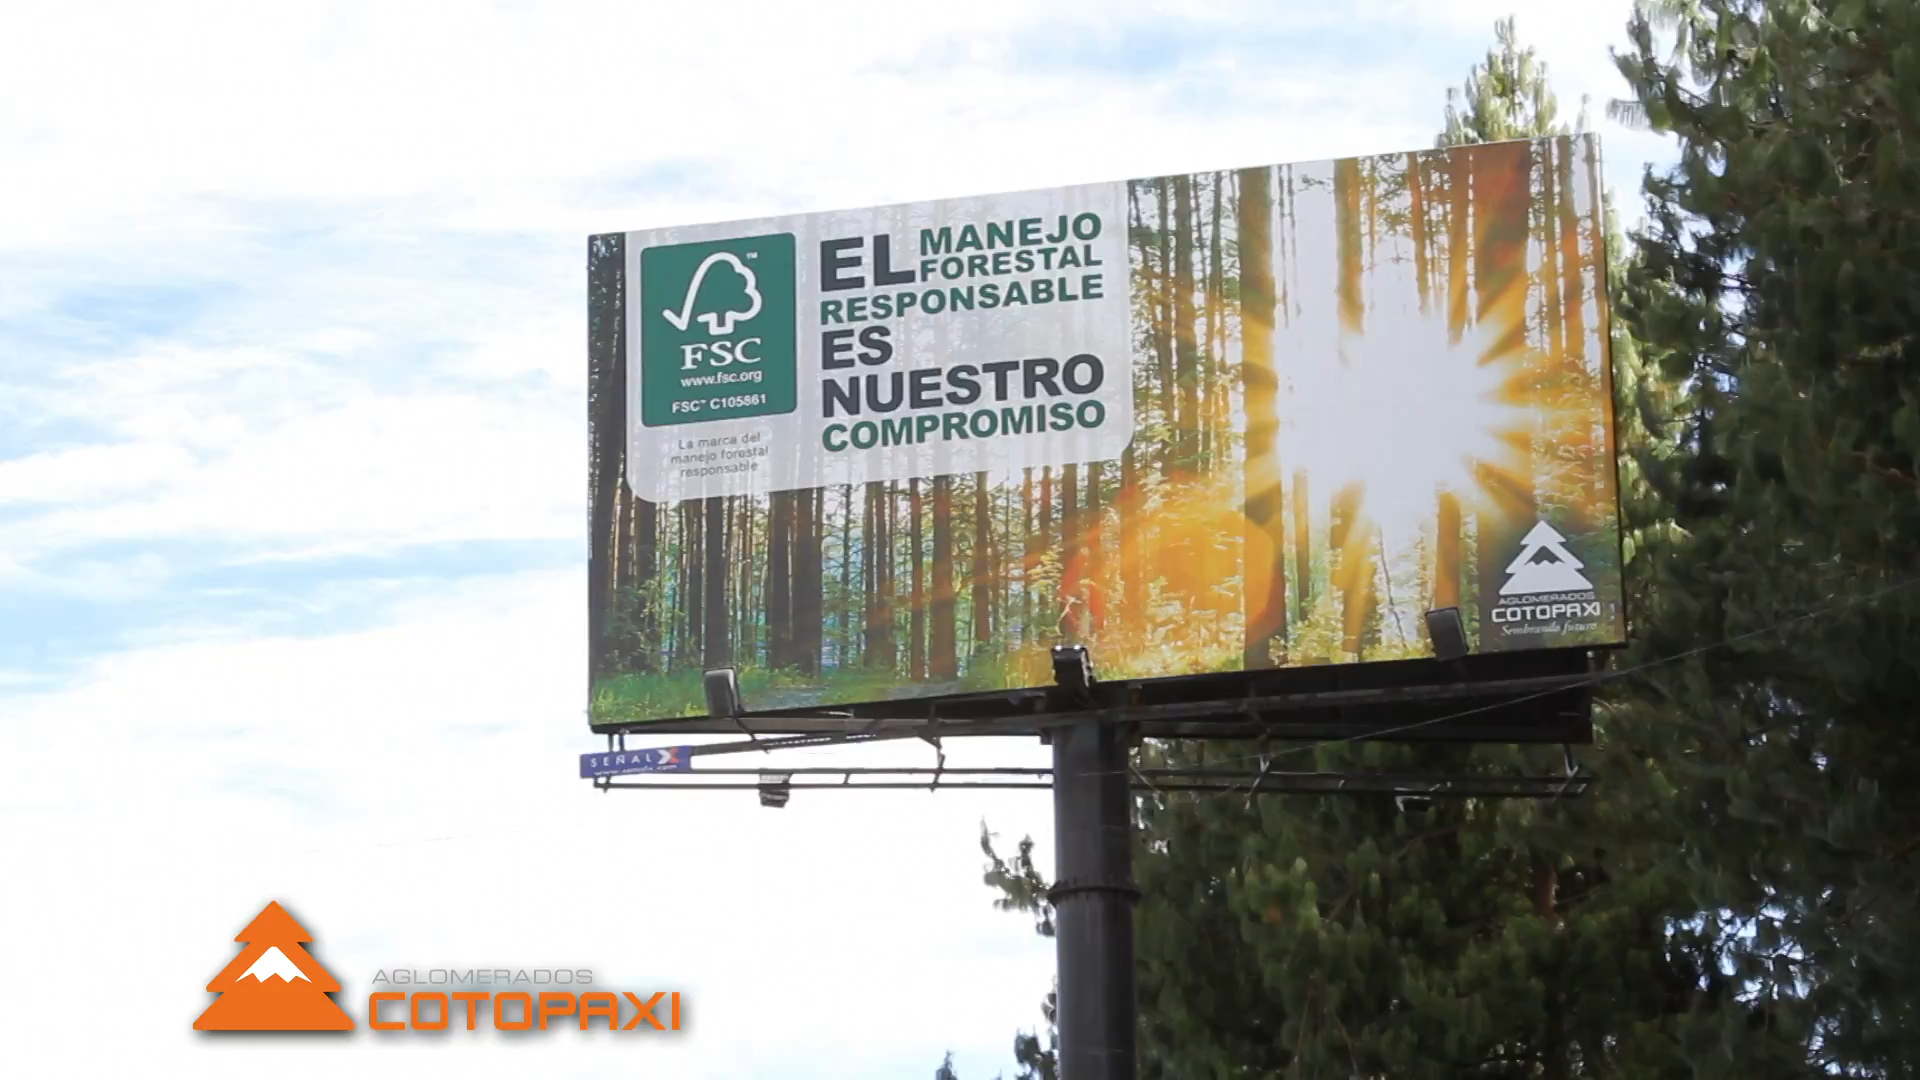 FSC
www.fsc.org
FSC™ C105861
La marca del
manejo forestal
responsable
EL MANEJO
FORESTAL
RESPONSABLE
ES
NUESTRO
COMPROMISO
AGLOMERADOS
COTOPAXI
Sembrando futuro
SEÑAL X
AGLOMERADOS
COTOPAXI